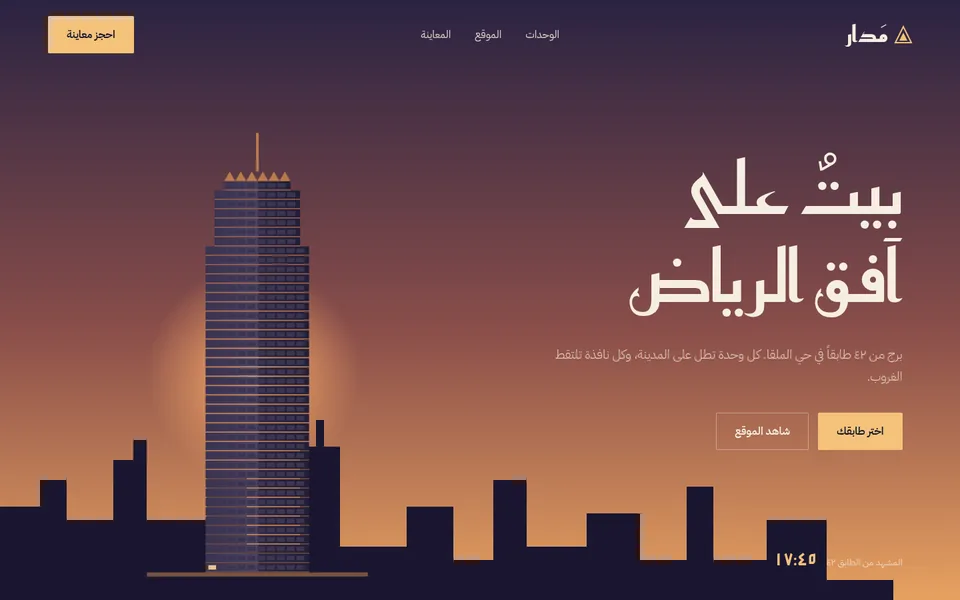 مَدار
الوحدات
الموقع
المعاينة
احجز معاينة
بيتٌ على
آفق الرياض
برج من ٤٢ طابقاً في حي الملقا. كل وحدة تطل على المدينة، وكل نافذة تلتقط
الغروب.
اختر طابقك
شاهد الموقع
المشهد من الطابق ٤٢
١٧:٤٥